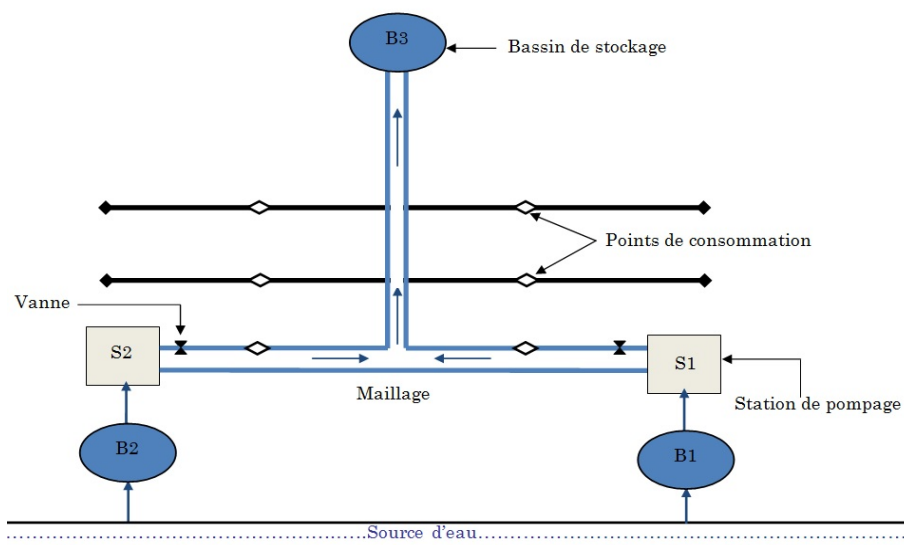 B3
Bassin de stockage
Points de consommation
Vanne
S2
S1
Maillage
Station de pompage
B2
B1
Source d'eau